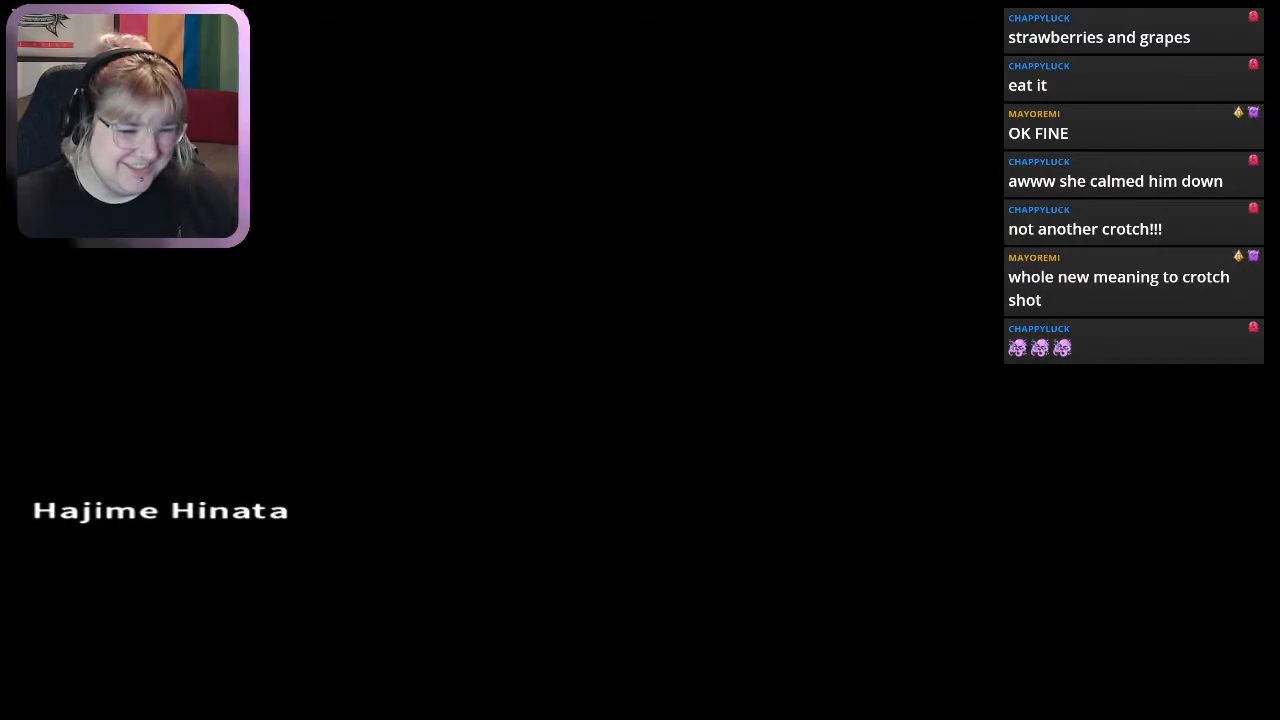 CHAPPYLUCK
strawberries and grapes
CHAPPYLUCK
eat it
MAYOREMI
OK FINE
CHAPPYLUCK
awww she calmed him down
CHAPPYLUCK
not another crotch!!!
MAYOREMI
whole new meaning to crotch
shot
CHAPPYLUCK
Hajime Hinata